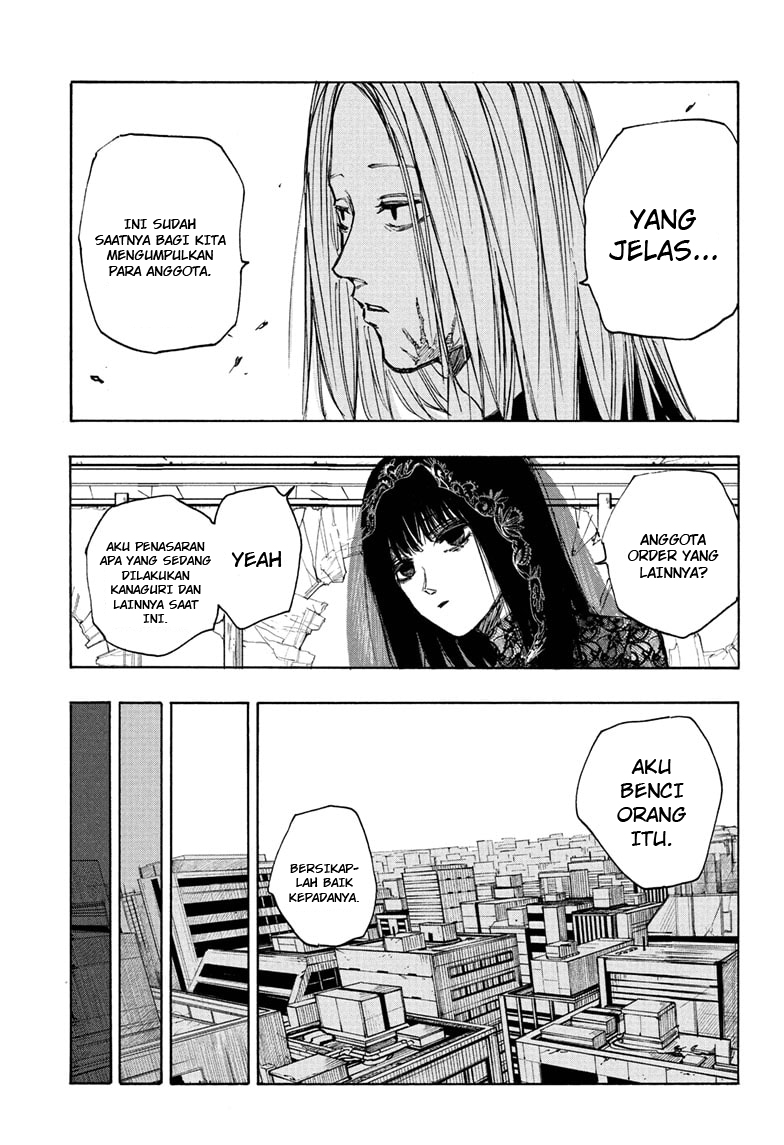 YANG
JELAS...
INI SUDAH
SAATNYA BAGI KITA
MENGUMPULKAN
PARA ANGGOTA.
ANGGOTA
ORDER YANG
LAINNYA?
YEAH
AKU PENASARAN
APA YANG SEDANG
DILAKUKAN
KANAGURI DAN
LAINNYA SAAT
INI.
AKU
BENCI
ORANG
ITU.
BERSIKAP-
LAH BAIK
KEPADANYA.